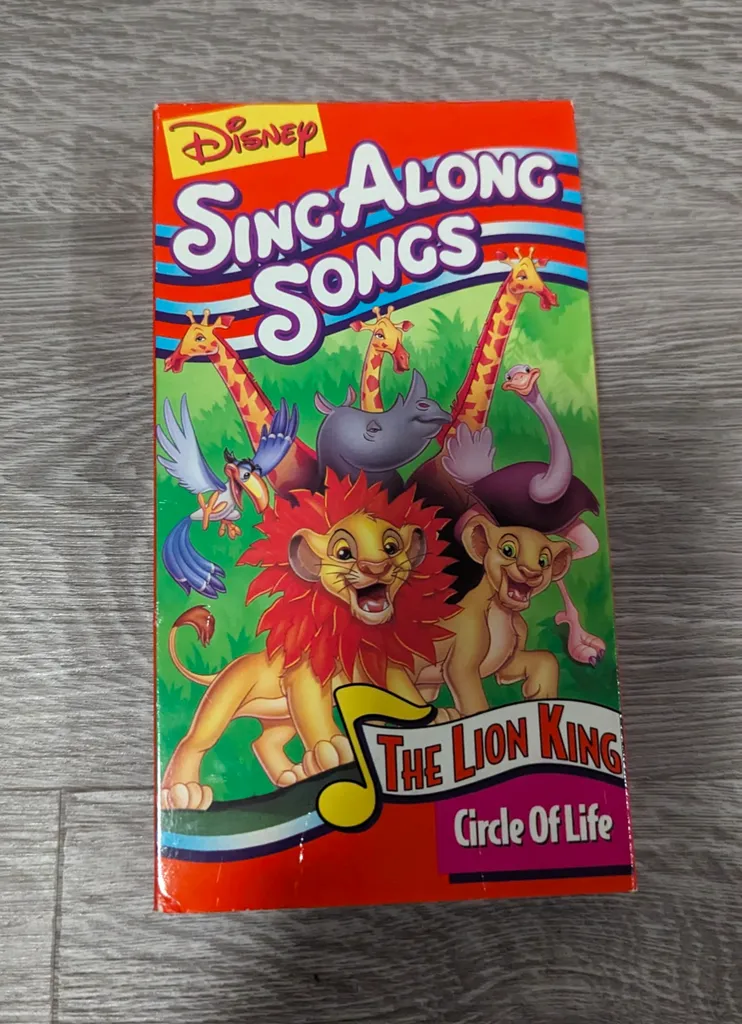 Disney
Sing Along
Songs
The Lion King
Circle Of Life